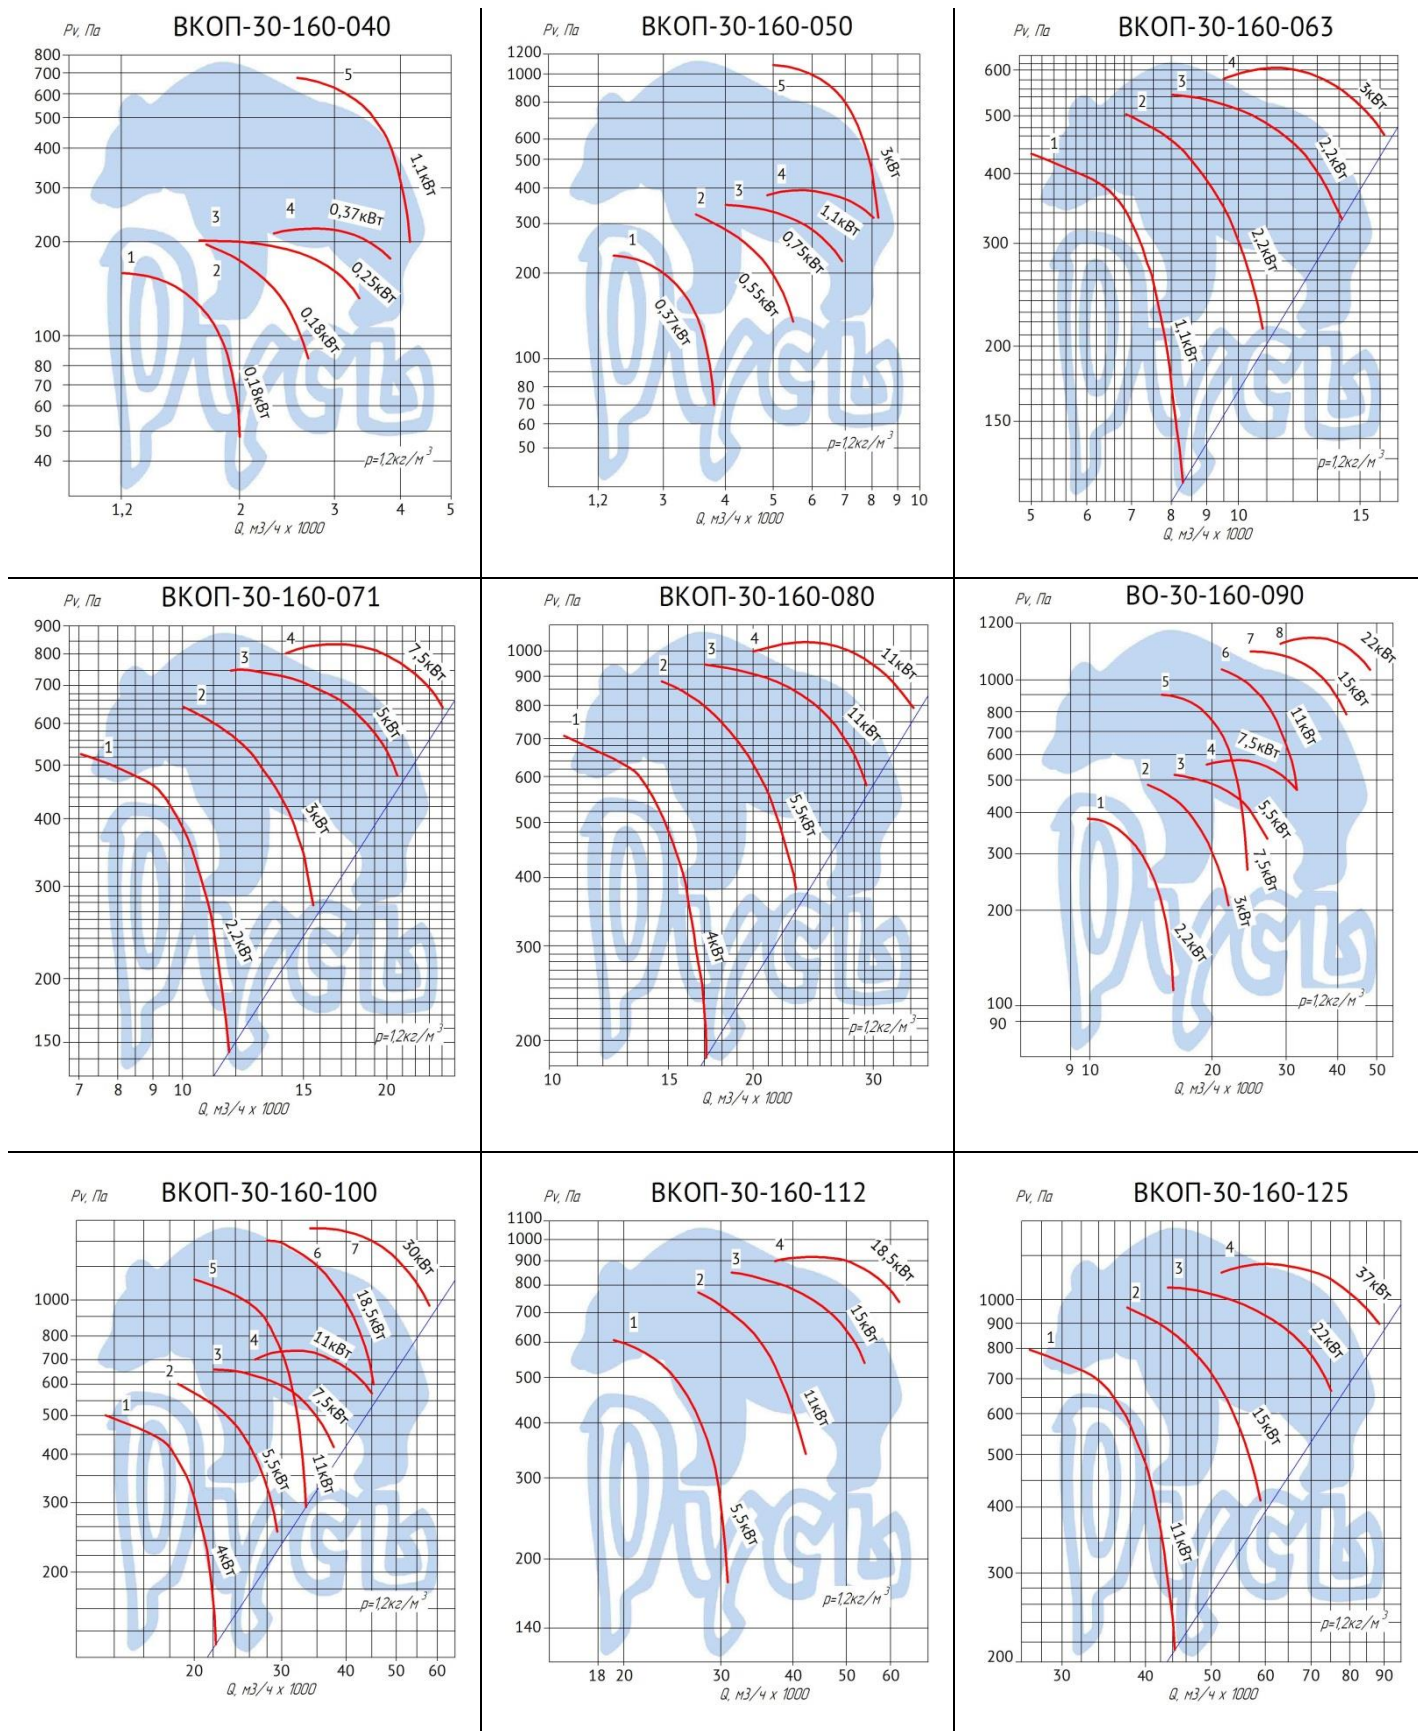 Pv, Па ВКОП-30-160-040
800
700
600
500
400
300
200
100
80
70
60
50
40
1
2
3
4
5
0,18кВт
0,18кВт
0,25кВт
0,37кВт
1,1кВт
p=1,2кг/м³
1,2 2 3 4 5
Q, м3/ч x 1000
Pv, Па ВКОП-30-160-050
1200
1000
800
600
500
400
300
200
100
80
70
60
50
1
2
3
4
5
0,37кВт
0,55кВт
0,75кВт
1,1кВт
3кВт
p=1,2кг/м³
1,2 3 4 5 6 7 8 9 10
Q, м3/ч x 1000
Pv, Па ВКОП-30-160-063
600
500
400
300
200
150
1
2
3
4
1,1кВт
2,2кВт
2,2кВт
3кВт
p=1,2кг/м³
5 6 7 8 9 10 15
Q, м3/ч x 1000
Pv, Па ВКОП-30-160-071
900
800
700
600
500
400
300
200
150
1
2
3
4
2,2кВт
3кВт
5кВт
7,5кВт
p=1,2кг/м³
7 8 9 10 15 20
Q, м3/ч x 1000
Pv, Па ВКОП-30-160-080
1000
900
800
700
600
500
400
300
200
1
2
3
4
4кВт
5,5кВт
11кВт
11кВт
p=1,2кг/м³
10 15 20 30
Q, м3/ч x 1000
Pv, Па ВО-30-160-090
1200
1000
800
700
600
500
400
300
200
100
90
1
2
3
4
5
6
7
8
2,2кВт
3кВт
5,5кВт
7,5кВт
7,5кВт
11кВт
15кВт
22кВт
p=1,2кг/м³
9 10 20 30 40 50
Q, м3/ч x 1000
Pv, Па ВКОП-30-160-100
1000
800
700
600
500
400
300
200
1
2
3
4
5
6
7
4кВт
5,5кВт
7,5кВт
11кВт
11кВт
18,5кВт
30кВт
p=1,2кг/м³
20 30 40 50 60
Q, м3/ч x 1000
Pv, Па ВКОП-30-160-112
1100
1000
900
800
700
600
500
400
300
200
140
1
2
3
4
5,5кВт
11кВт
15кВт
18,5кВт
p=1,2кг/м³
18 20 30 40 50 60
Q, м3/ч x 1000
Pv, Па ВКОП-30-160-125
1000
900
800
700
600
500
400
300
200
1
2
3
4
11кВт
15кВт
22кВт
37кВт
p=1,2кг/м³
30 40 50 60 70 80 90
Q, м3/ч x 1000
Русь